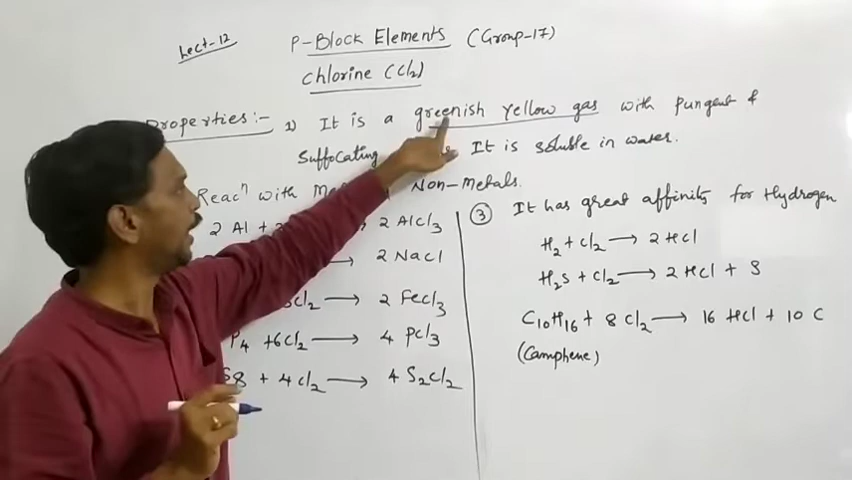 Lect-12
P-Block Elements (Group-17)
Chlorine (Cl₂)
Properties:- 1) It is a greenish yellow gas with pungent &
Suffocating It is soluble in water.
Reacⁿ with Non-Metals.
2 Al + 2 AlCl₃
→ 2 NaCl
Cl₂ → 2 FeCl₃
P₄ + 6Cl₂ → 4 PCl₃
S8 + 4Cl₂ → 4 S₂Cl₂
③ It has great affinity for Hydrogen
H₂ + Cl₂ → 2 HCl
H₂S + Cl₂ → 2 HCl + S
C₁₀H₁₆ + 8 Cl₂ → 16 HCl + 10 C
(Camphene)